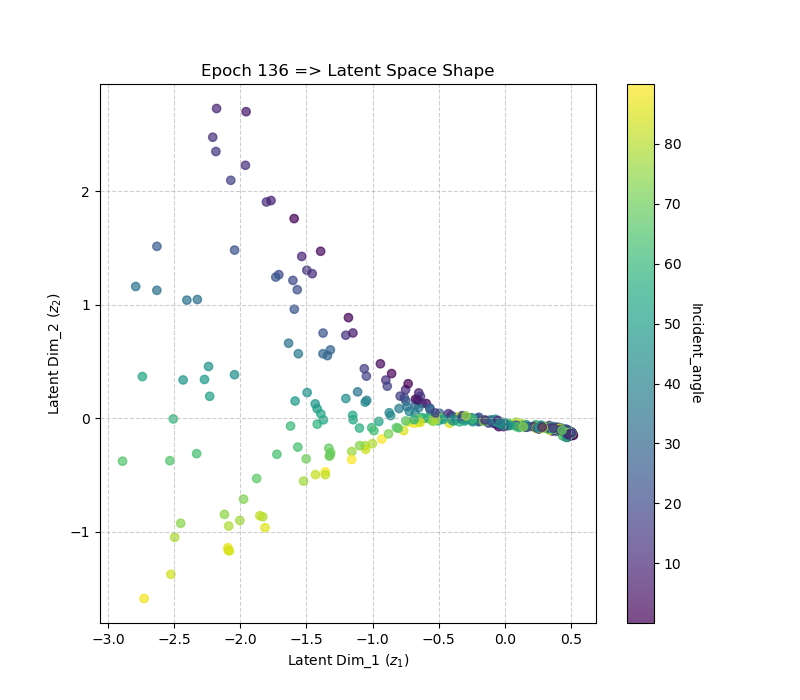 Epoch 136 => Latent Space Shape
Latent Dim_2 (z₂)
2
1
0
−1
−3.0 −2.5 −2.0 −1.5 −1.0 −0.5 0.0 0.5
Latent Dim_1 (z₁)
80
70
60
50
40
30
20
10
Incident_angle